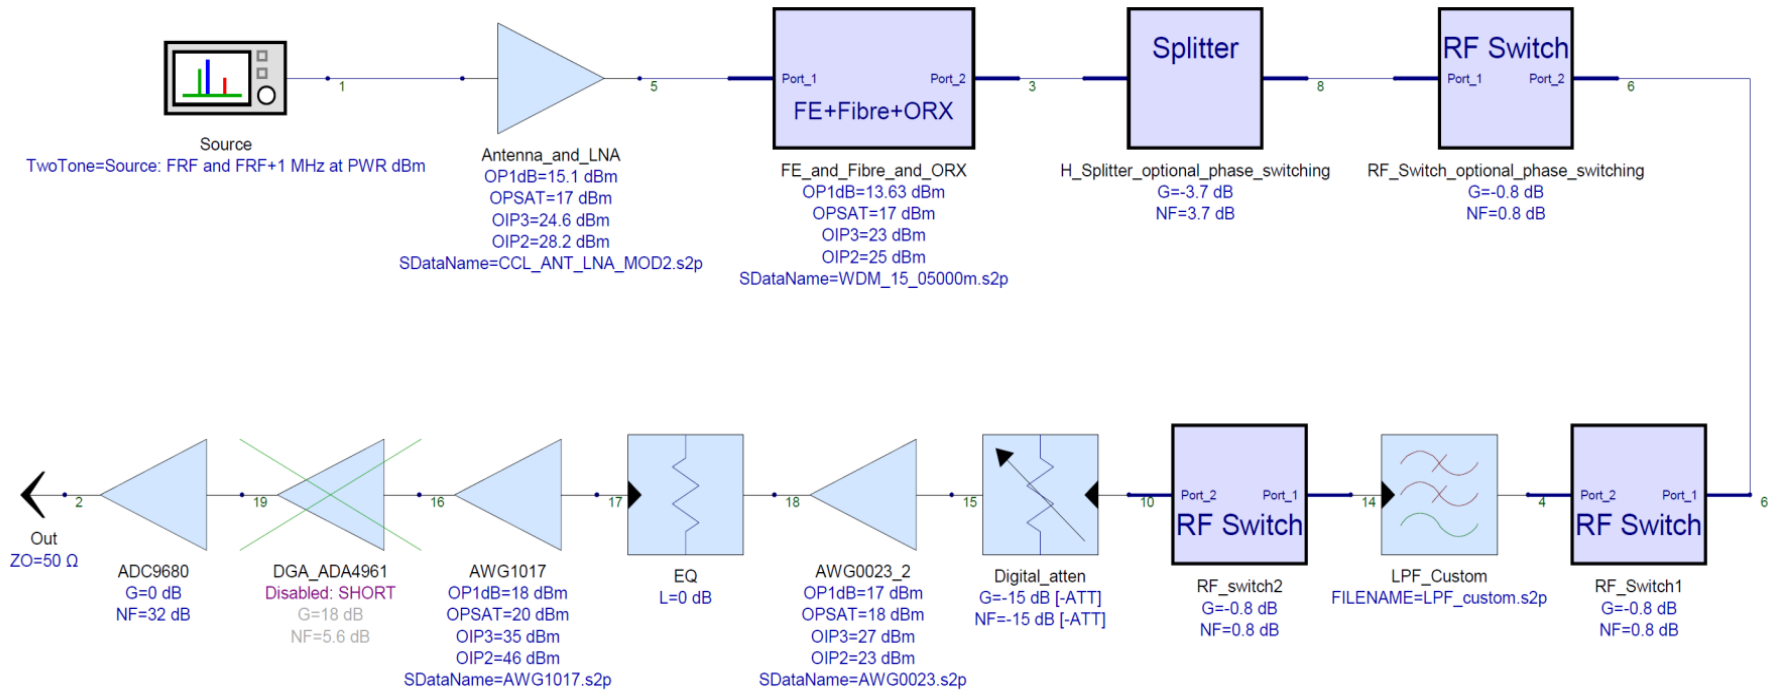 Source
TwoTone=Source: FRF and FRF+1 MHz at PWR dBm
1
Antenna_and_LNA
OP1dB=15.1 dBm
OPSAT=17 dBm
OIP3=24.6 dBm
OIP2=28.2 dBm
SDataName=CCL_ANT_LNA_MOD2.s2p
5
Port_1
Port_2
FE+Fibre+ORX
FE_and_Fibre_and_ORX
OP1dB=13.63 dBm
OPSAT=17 dBm
OIP3=23 dBm
OIP2=25 dBm
SDataName=WDM_15_05000m.s2p
3
Splitter
H_Splitter_optional_phase_switching
G=-3.7 dB
NF=3.7 dB
8
RF Switch
Port_1
Port_2
RF_Switch_optional_phase_switching
G=-0.8 dB
NF=0.8 dB
6
Out
ZO=50 Ω
2
ADC9680
G=0 dB
NF=32 dB
19
DGA_ADA4961
Disabled: SHORT
G=18 dB
NF=5.6 dB
16
AWG1017
OP1dB=18 dBm
OPSAT=20 dBm
OIP3=35 dBm
OIP2=46 dBm
SDataName=AWG1017.s2p
17
EQ
L=0 dB
18
AWG0023_2
OP1dB=17 dBm
OPSAT=18 dBm
OIP3=27 dBm
OIP2=23 dBm
SDataName=AWG0023.s2p
15
Digital_atten
G=-15 dB [-ATT]
NF=-15 dB [-ATT]
10
Port_2
Port_1
RF Switch
RF_switch2
G=-0.8 dB
NF=0.8 dB
14
LPF_Custom
FILENAME=LPF_custom.s2p
4
Port_2
Port_1
RF Switch
RF_Switch1
G=-0.8 dB
NF=0.8 dB
6